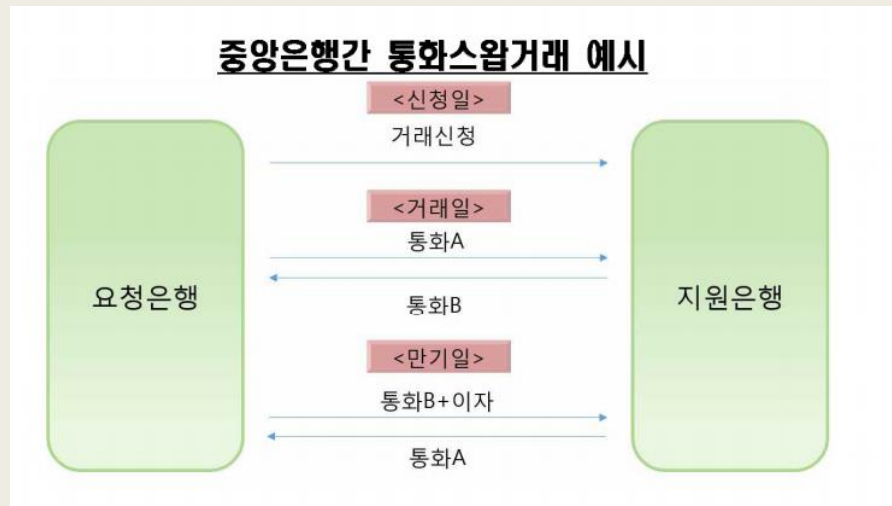 중앙은행간 통화스왑거래 예시
<신청일>
거래신청
<거래일>
통화A
요청은행
지원은행
통화B
<만기일>
통화B+이자
통화A